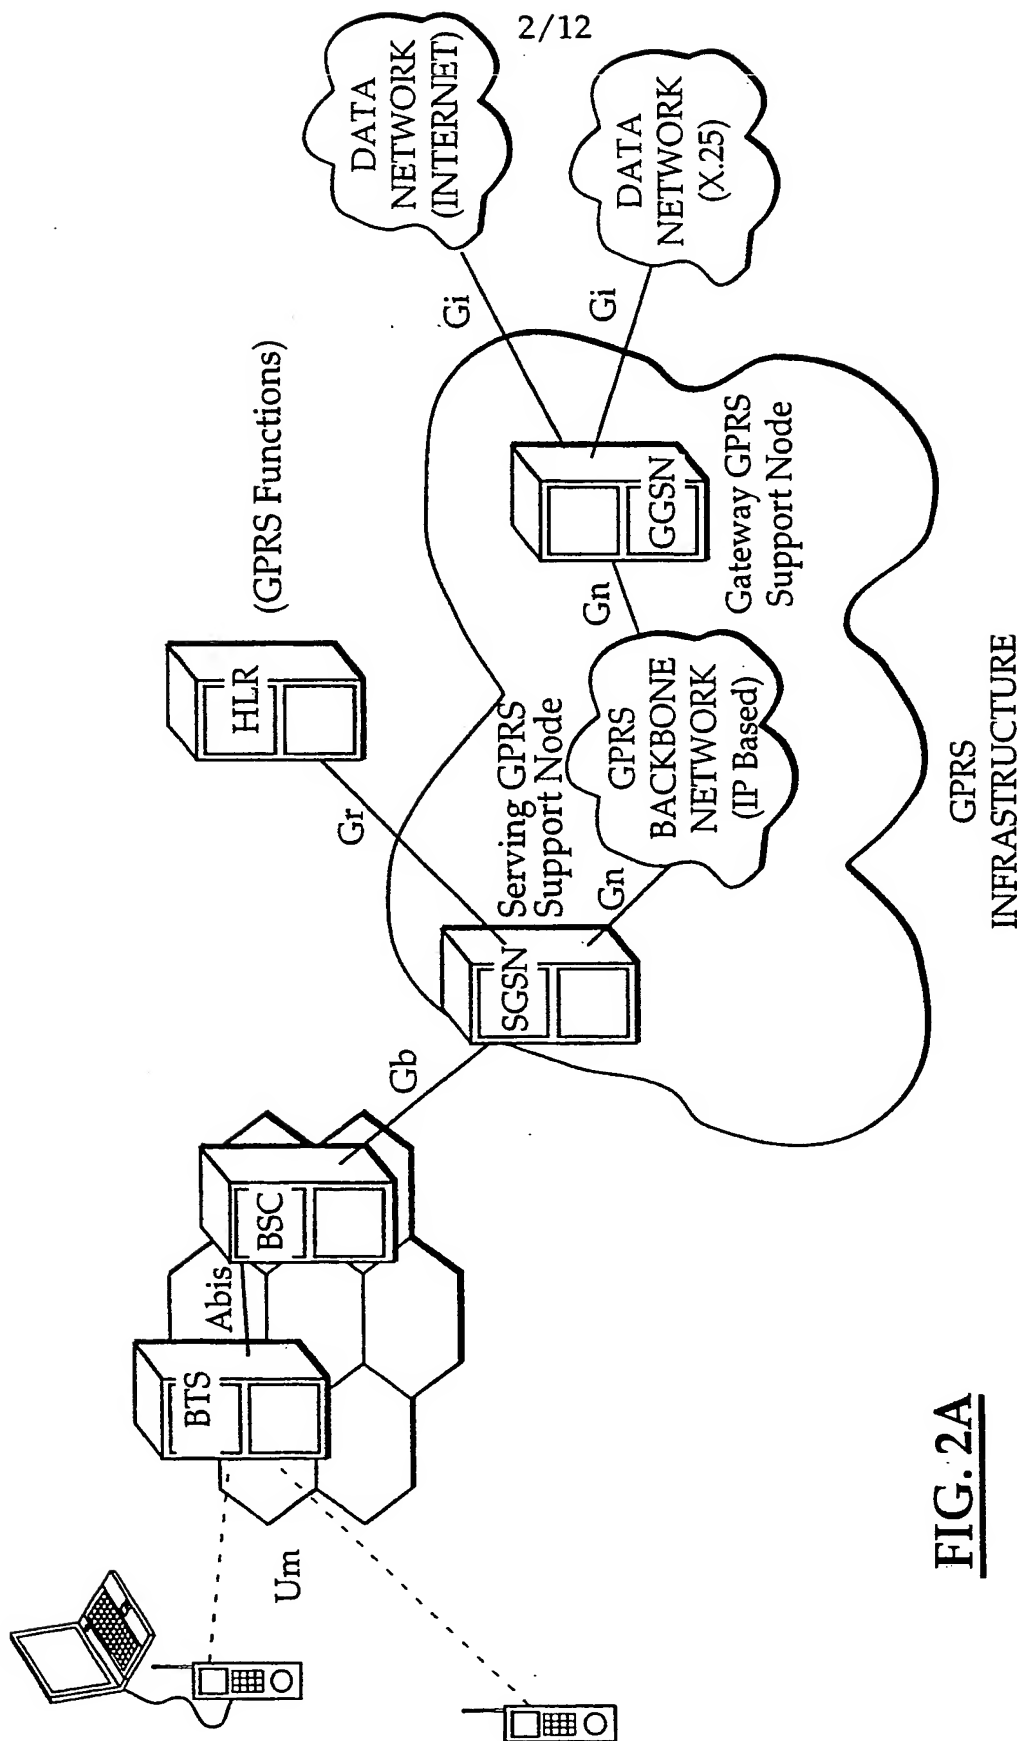 2/12
DATA
NETWORK
(INTERNET)
DATA
NETWORK
(X.25)
Gi
Gi
(GPRS Functions)
HLR
Gr
GGSN
Gateway GPRS
Support Node
Gn
GPRS
BACKBONE
NETWORK
(IP Based)
Serving GPRS
Support Node
Gn
SGSN
Gb
BSC
Abis
BTS
Um
GPRS
INFRASTRUCTURE
FIG. 2A